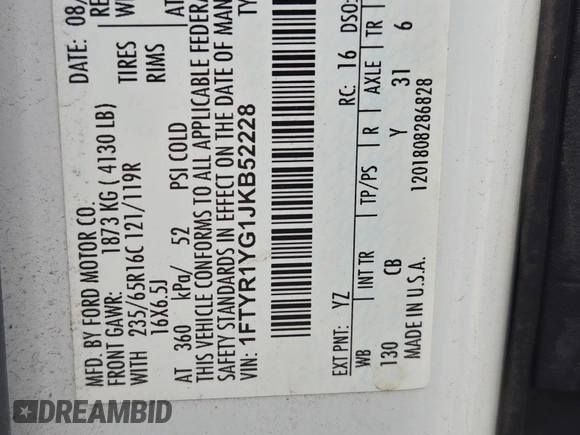 MFD. BY FORD MOTOR CO. DATE: 08/
FRONT GAWR: 1873 KG ( 4130 LB)
WITH 235/65R16C 121/119R TIRES
16X6.5J RIMS
AT 360 kPa/ 52 PSI COLD
THIS VEHICLE CONFORMS TO ALL APPLICABLE FEDERA
SAFETY STANDARDS IN EFFECT ON THE DATE OF MAN
VIN: 1FTYR1YG1JKB52228 TY
EXT PNT: YZ RC: 16 DSO:
WB INT TR TP/PS R AXLE TR
130 CB Y 31 6
MADE IN U.S.A. 1201808286828
DREAMBID